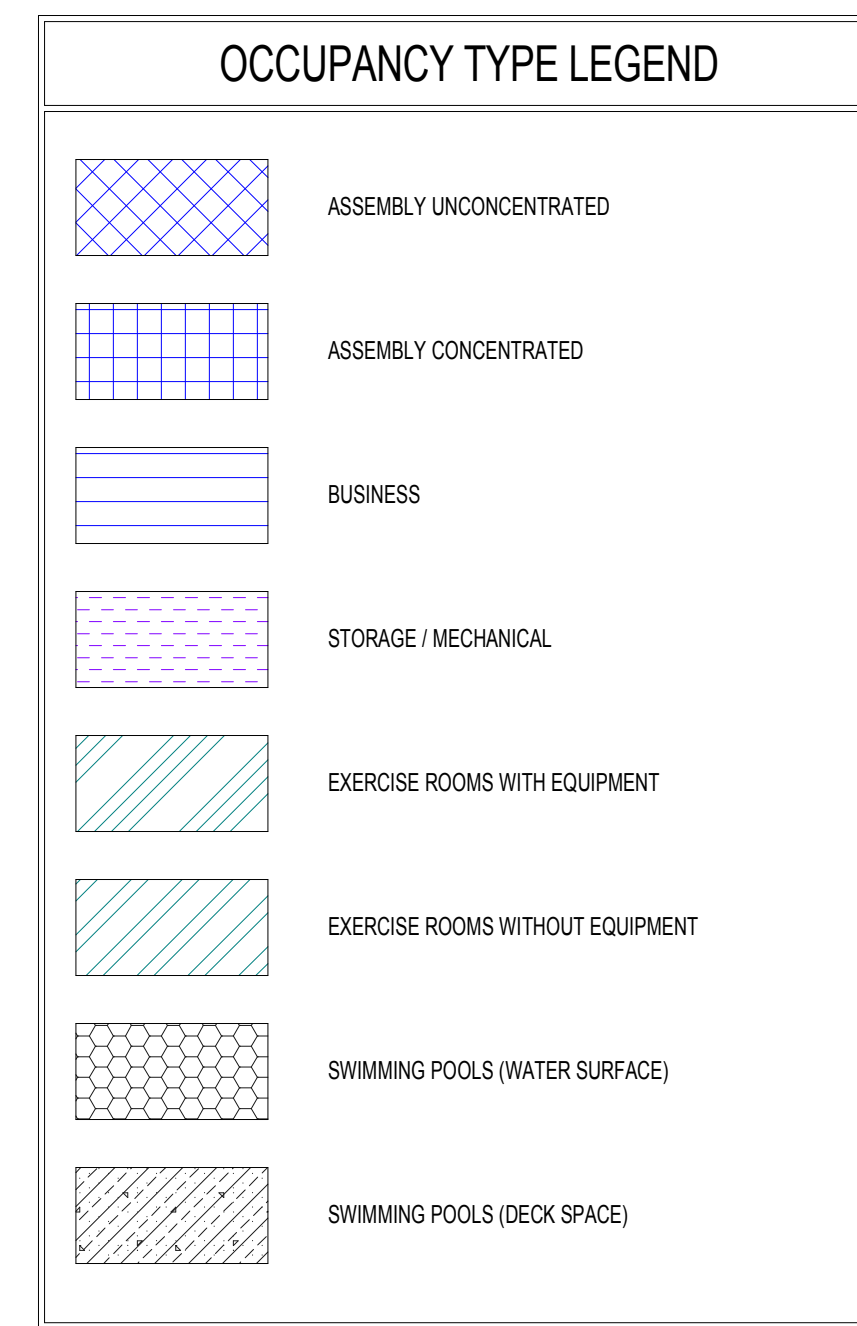 OCCUPANCY TYPE LEGEND
ASSEMBLY UNCONCENTRATED
ASSEMBLY CONCENTRATED
BUSINESS
STORAGE / MECHANICAL
EXERCISE ROOMS WITH EQUIPMENT
EXERCISE ROOMS WITHOUT EQUIPMENT
SWIMMING POOLS (WATER SURFACE)
SWIMMING POOLS (DECK SPACE)